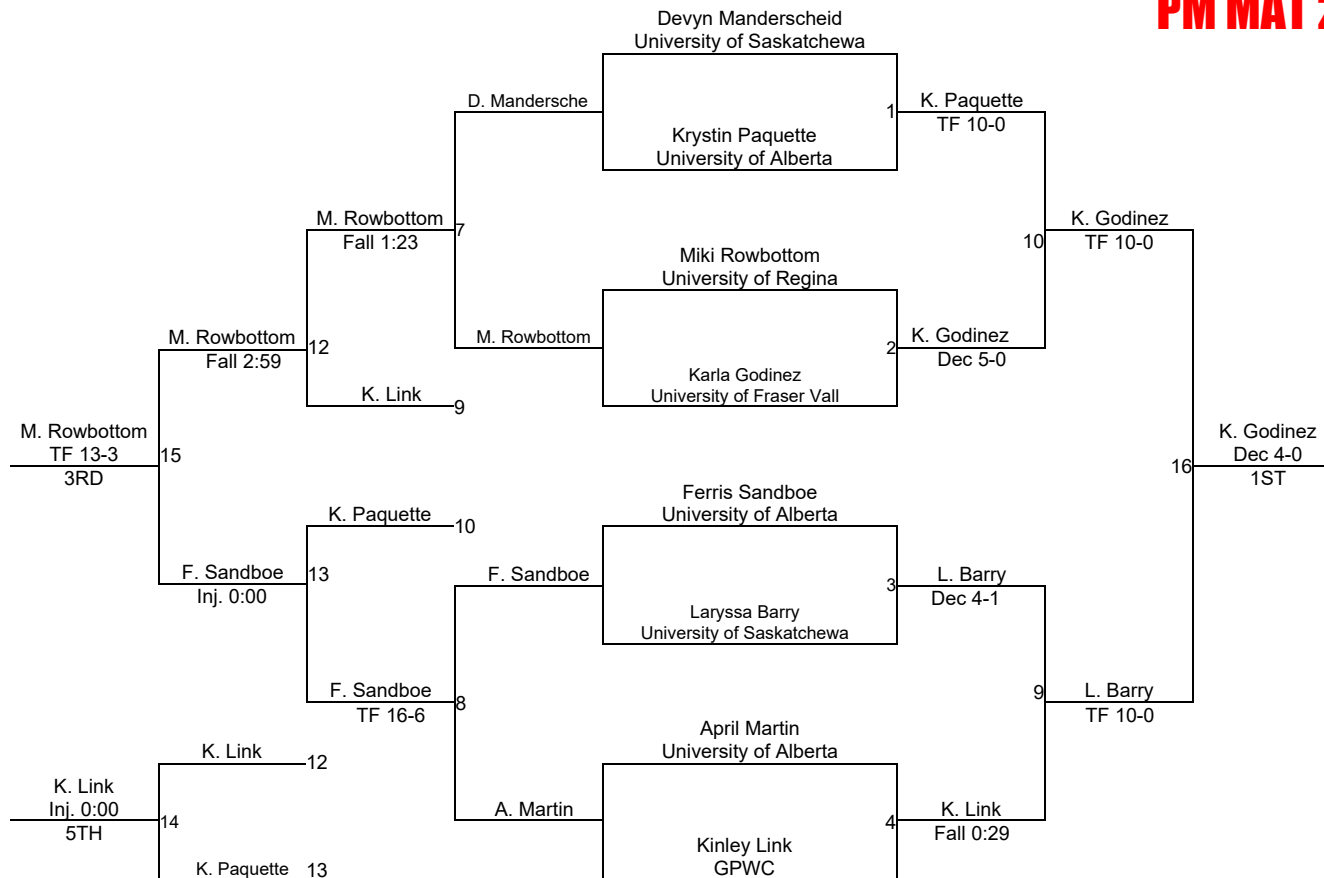 PM MAT 2
Devyn Manderscheid
University of Saskatchewa
D. Mandersche
1
K. Paquette
TF 10-0
Krystin Paquette
University of Alberta
M. Rowbottom
Fall 1:23
7
10
K. Godinez
TF 10-0
Miki Rowbottom
University of Regina
M. Rowbottom
Fall 2:59
12
M. Rowbottom
2
K. Godinez
Dec 5-0
Karla Godinez
University of Fraser Vall
K. Link
9
M. Rowbottom
TF 13-3
3RD
15
16
K. Godinez
Dec 4-0
1ST
Ferris Sandboe
University of Alberta
K. Paquette
10
F. Sandboe
Inj. 0:00
13
F. Sandboe
3
L. Barry
Dec 4-1
Laryssa Barry
University of Saskatchewa
F. Sandboe
TF 16-6
8
9
L. Barry
TF 10-0
April Martin
University of Alberta
K. Link
12
K. Link
Inj. 0:00
5TH
14
A. Martin
4
K. Link
Fall 0:29
Kinley Link
GPWC
K. Paquette
13